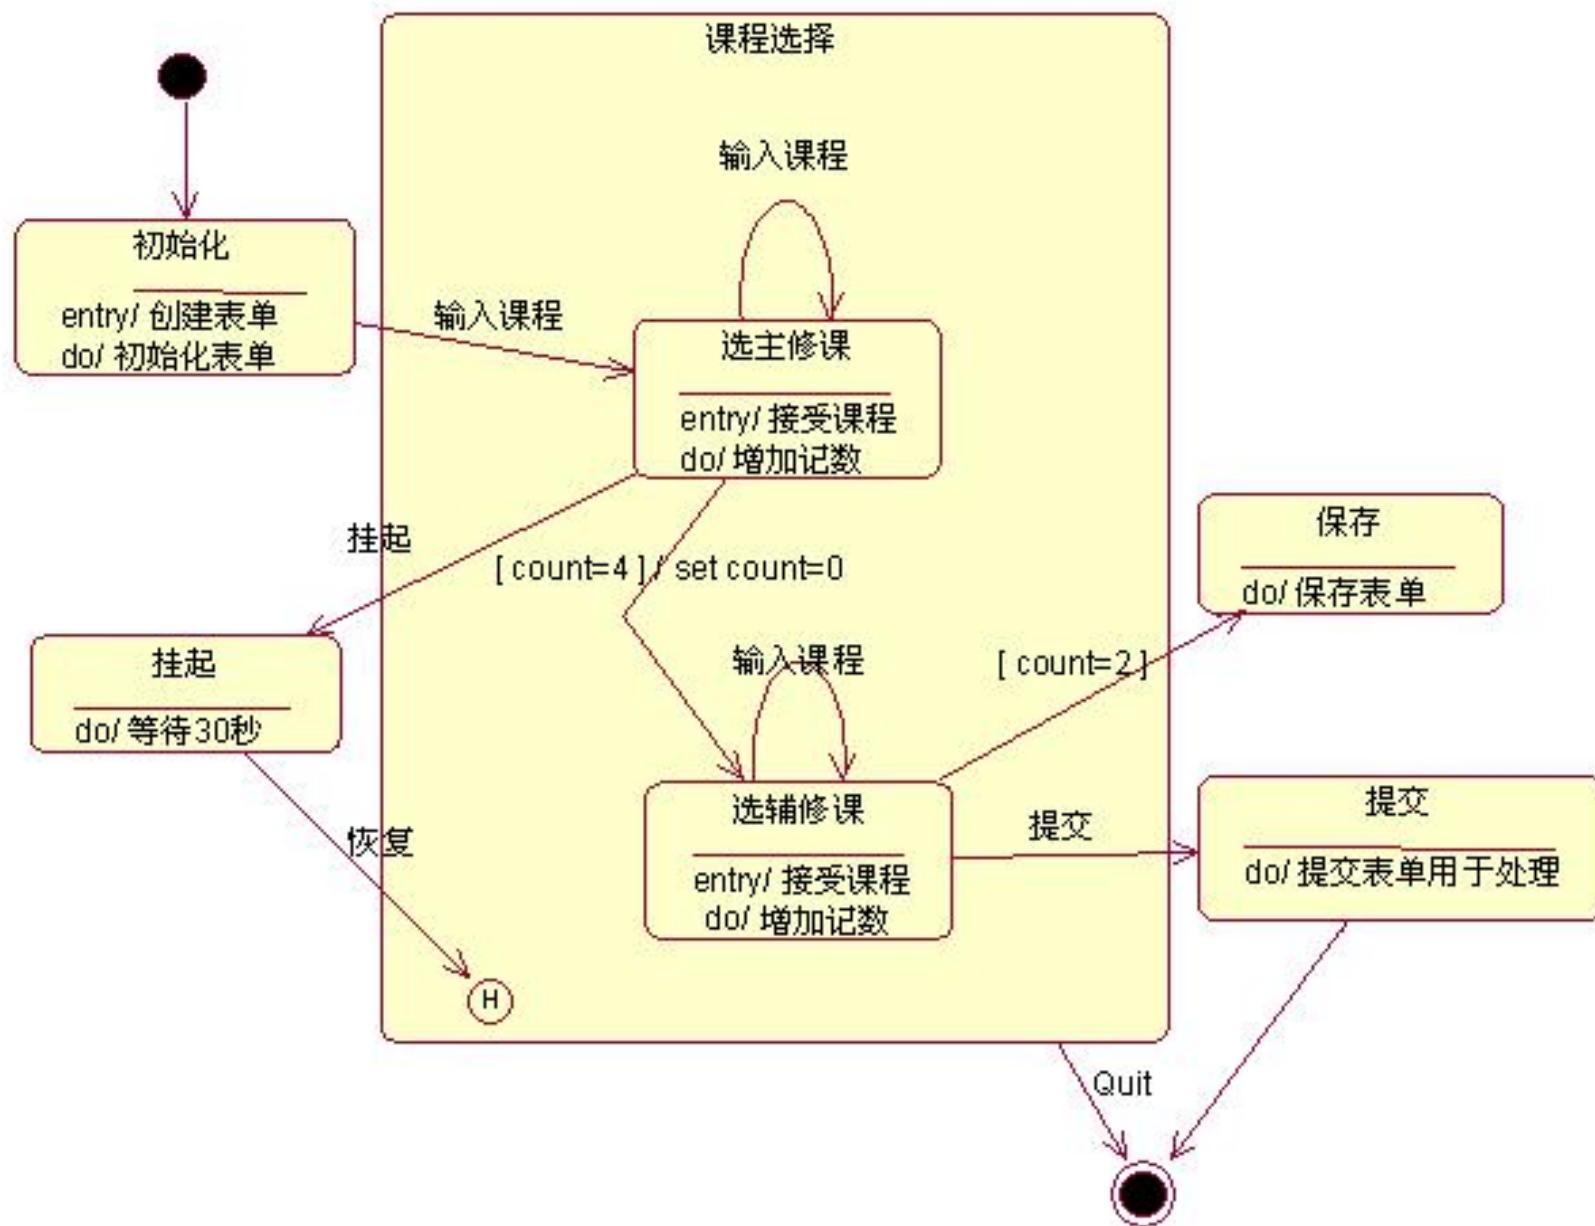 课程选择
输入课程
初始化
entry/ 创建表单
do/ 初始化表单
输入课程
选主修课
entry/ 接受课程
do/ 增加记数
挂起
[ count=4 ] / set count=0
保存
do/ 保存表单
挂起
do/ 等待30秒
输入课程
[ count=2 ]
选辅修课
entry/ 接受课程
do/ 增加记数
提交
提交
do/ 提交表单用于处理
恢复
H
Quit